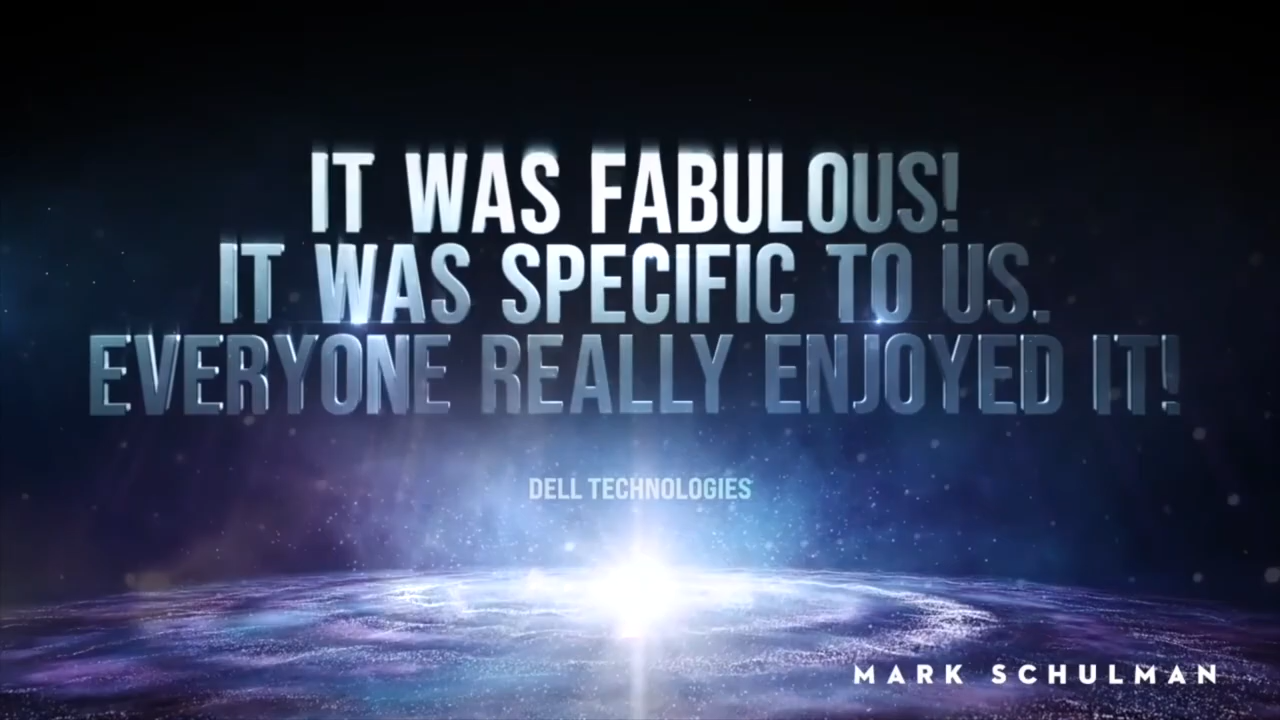 IT WAS FABULOUS!
IT WAS SPECIFIC TO US.
EVERYONE REALLY ENJOYED IT!
DELL TECHNOLOGIES
MARK SCHULMAN